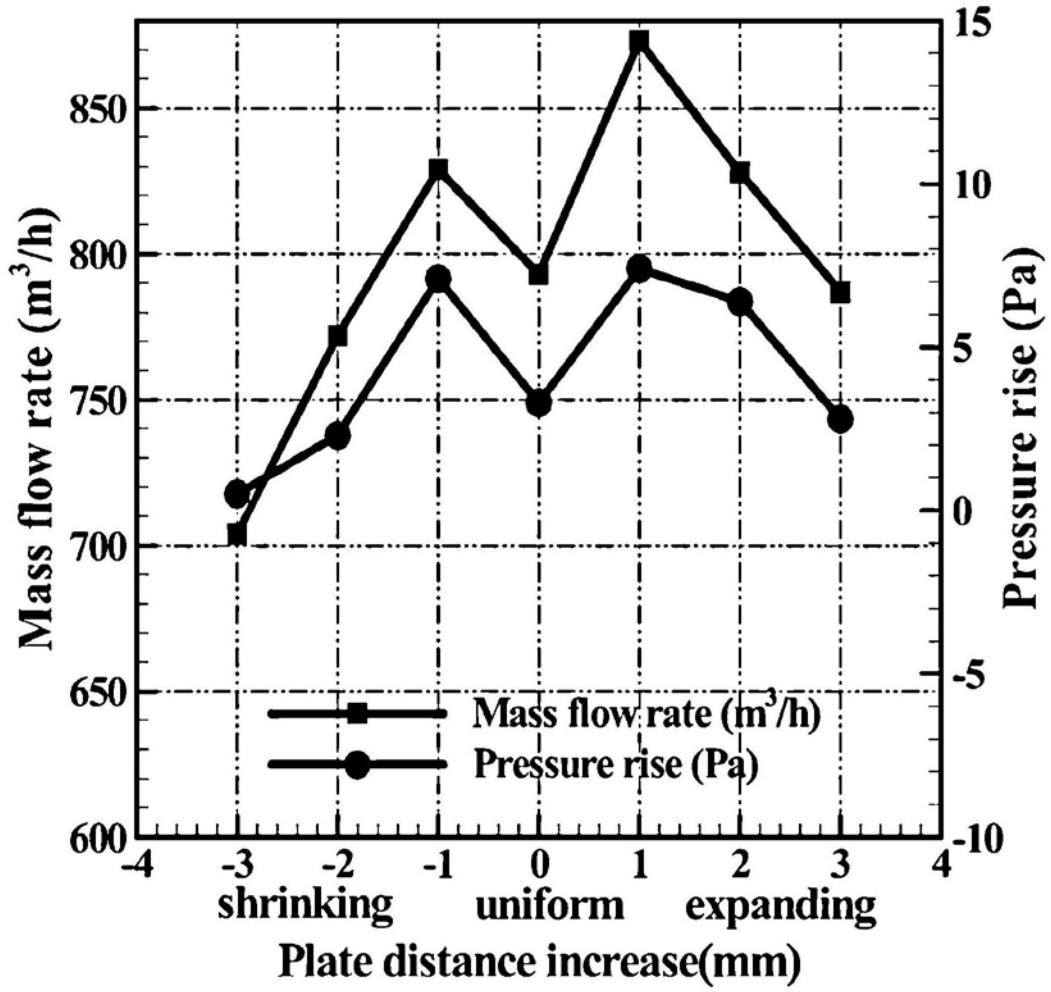 Mass flow rate (m³/h)
850
800
750
700
650
600
15
10
5
0
-5
-10
Pressure rise (Pa)
Mass flow rate (m³/h)
Pressure rise (Pa)
-4 -3 -2 -1 0 1 2 3 4
shrinking uniform expanding
Plate distance increase(mm)